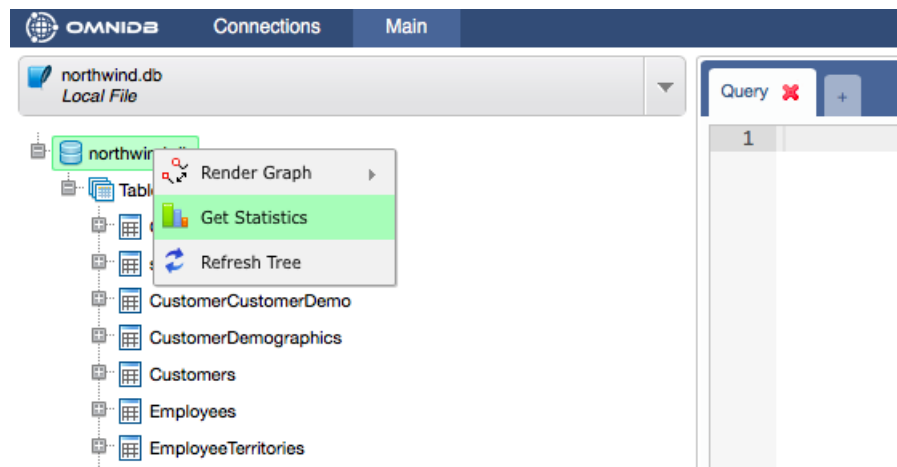 OMNIDB Connections Main
northwind.db
Local File
Query +
1
Render Graph
Get Statistics
Refresh Tree
CustomerCustomerDemo
CustomerDemographics
Customers
Employees
EmployeeTerritories